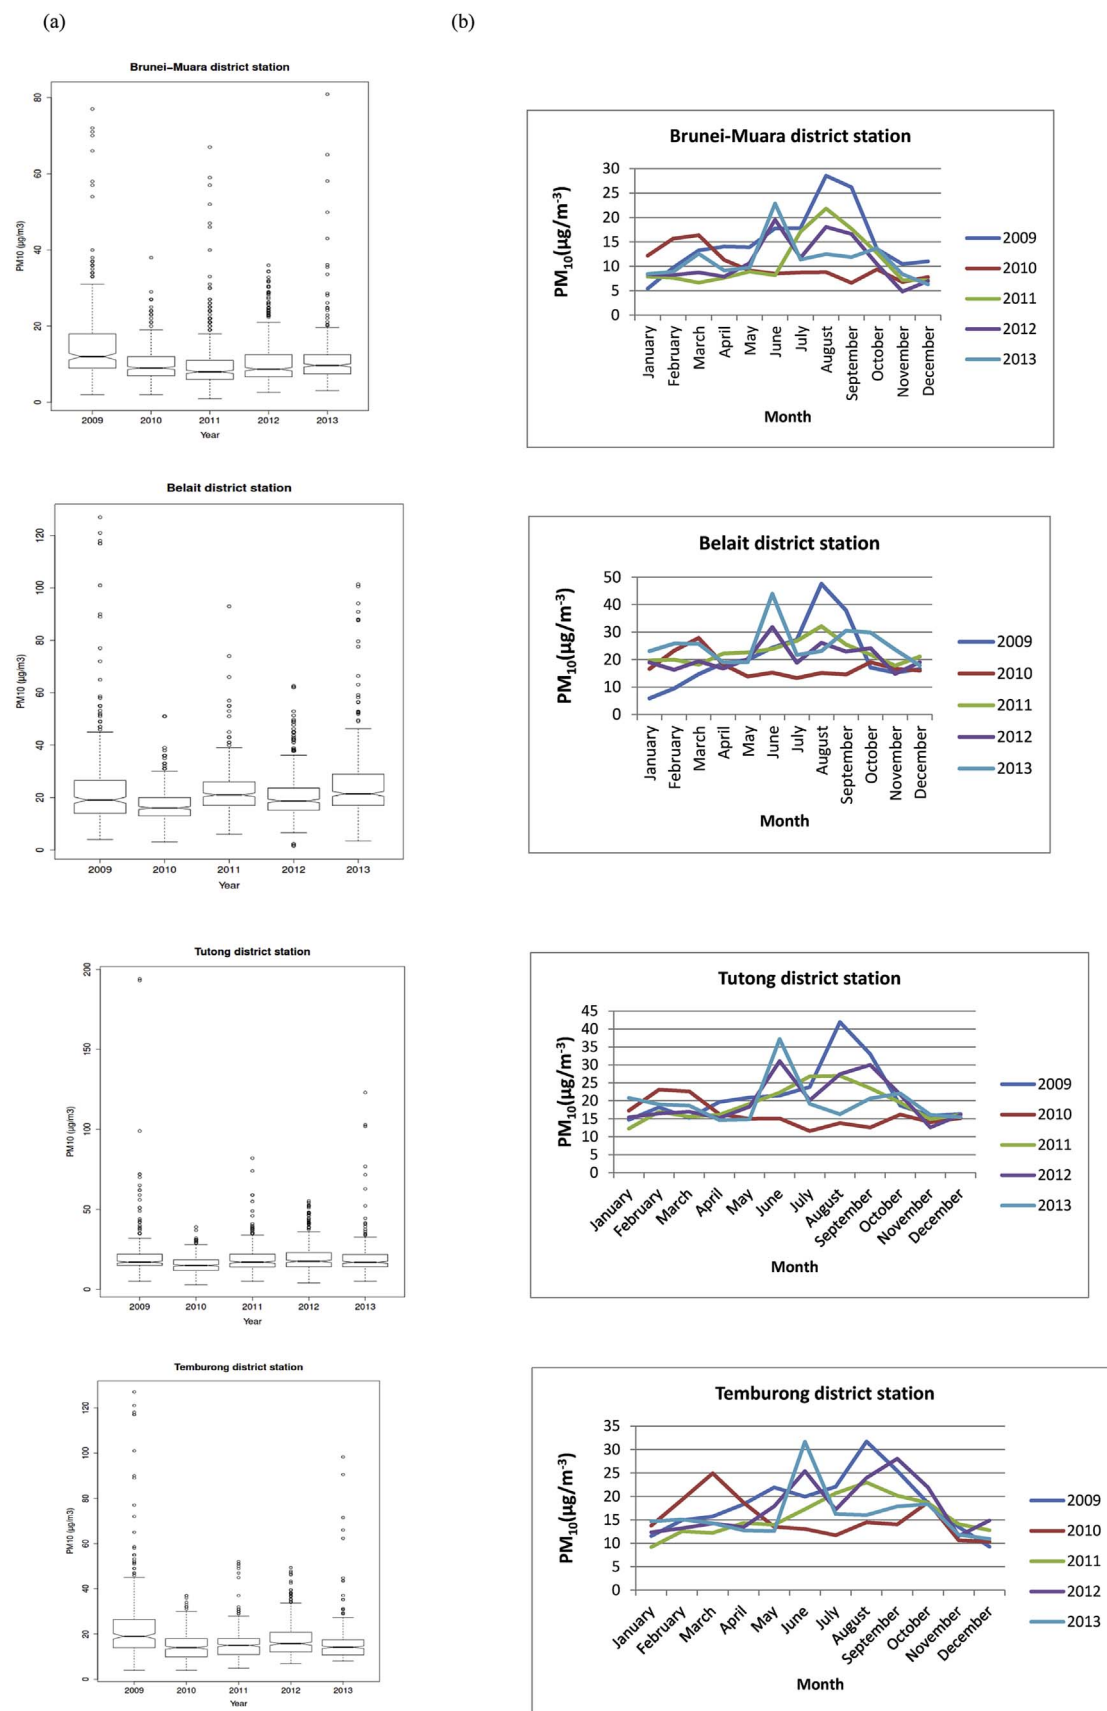 (a)
(b)
Brunei–Muara district station
80
60
40
20
0
PM10 (µg/m3)
2009 2010 2011 2012 2013
Year
Brunei-Muara district station
PM10(µg/m-3)
30
25
20
15
10
5
0
January February March April May June July August September October November December
Month
2009
2010
2011
2012
2013
Belait district station
120
100
80
60
40
20
0
PM10 (µg/m3)
2009 2010 2011 2012 2013
Year
Belait district station
PM10(µg/m-3)
50
40
30
20
10
0
January February March April May June July August September October November December
Month
2009
2010
2011
2012
2013
Tutong district station
200
150
100
50
0
PM10 (µg/m3)
2009 2010 2011 2012 2013
Year
Tutong district station
PM10(µg/m-3)
45
40
35
30
25
20
15
10
5
0
January February March April May June July August September October November December
Month
2009
2010
2011
2012
2013
Temburong district station
120
100
80
60
40
20
0
PM10 (µg/m3)
2009 2010 2011 2012 2013
Year
Temburong district station
PM10(µg/m-3)
35
30
25
20
15
10
5
0
January February March April May June July August September October November December
Month
2009
2010
2011
2012
2013